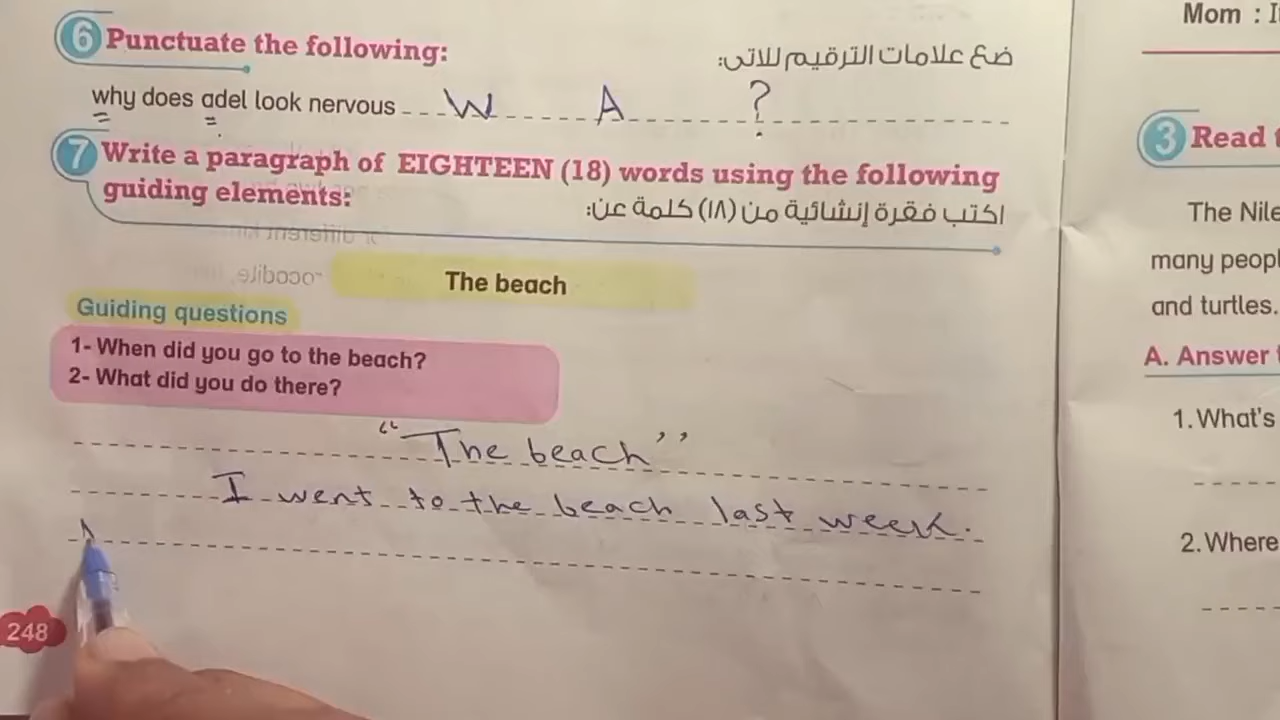 6 Punctuate the following:
ضع علامات الترقيم للآتى:
why does adel look nervous W A ?
7 Write a paragraph of EIGHTEEN (18) words using the following
guiding elements:
اكتب فقرة إنشائية من (١٨) كلمة عن:
The beach
Guiding questions
1- When did you go to the beach?
2- What did you do there?
“The beach’’
I went to the beach last week.
248
Mom : I
3 Read
The Nile
many peopl
and turtles.
A. Answer
1. What's
2. Where